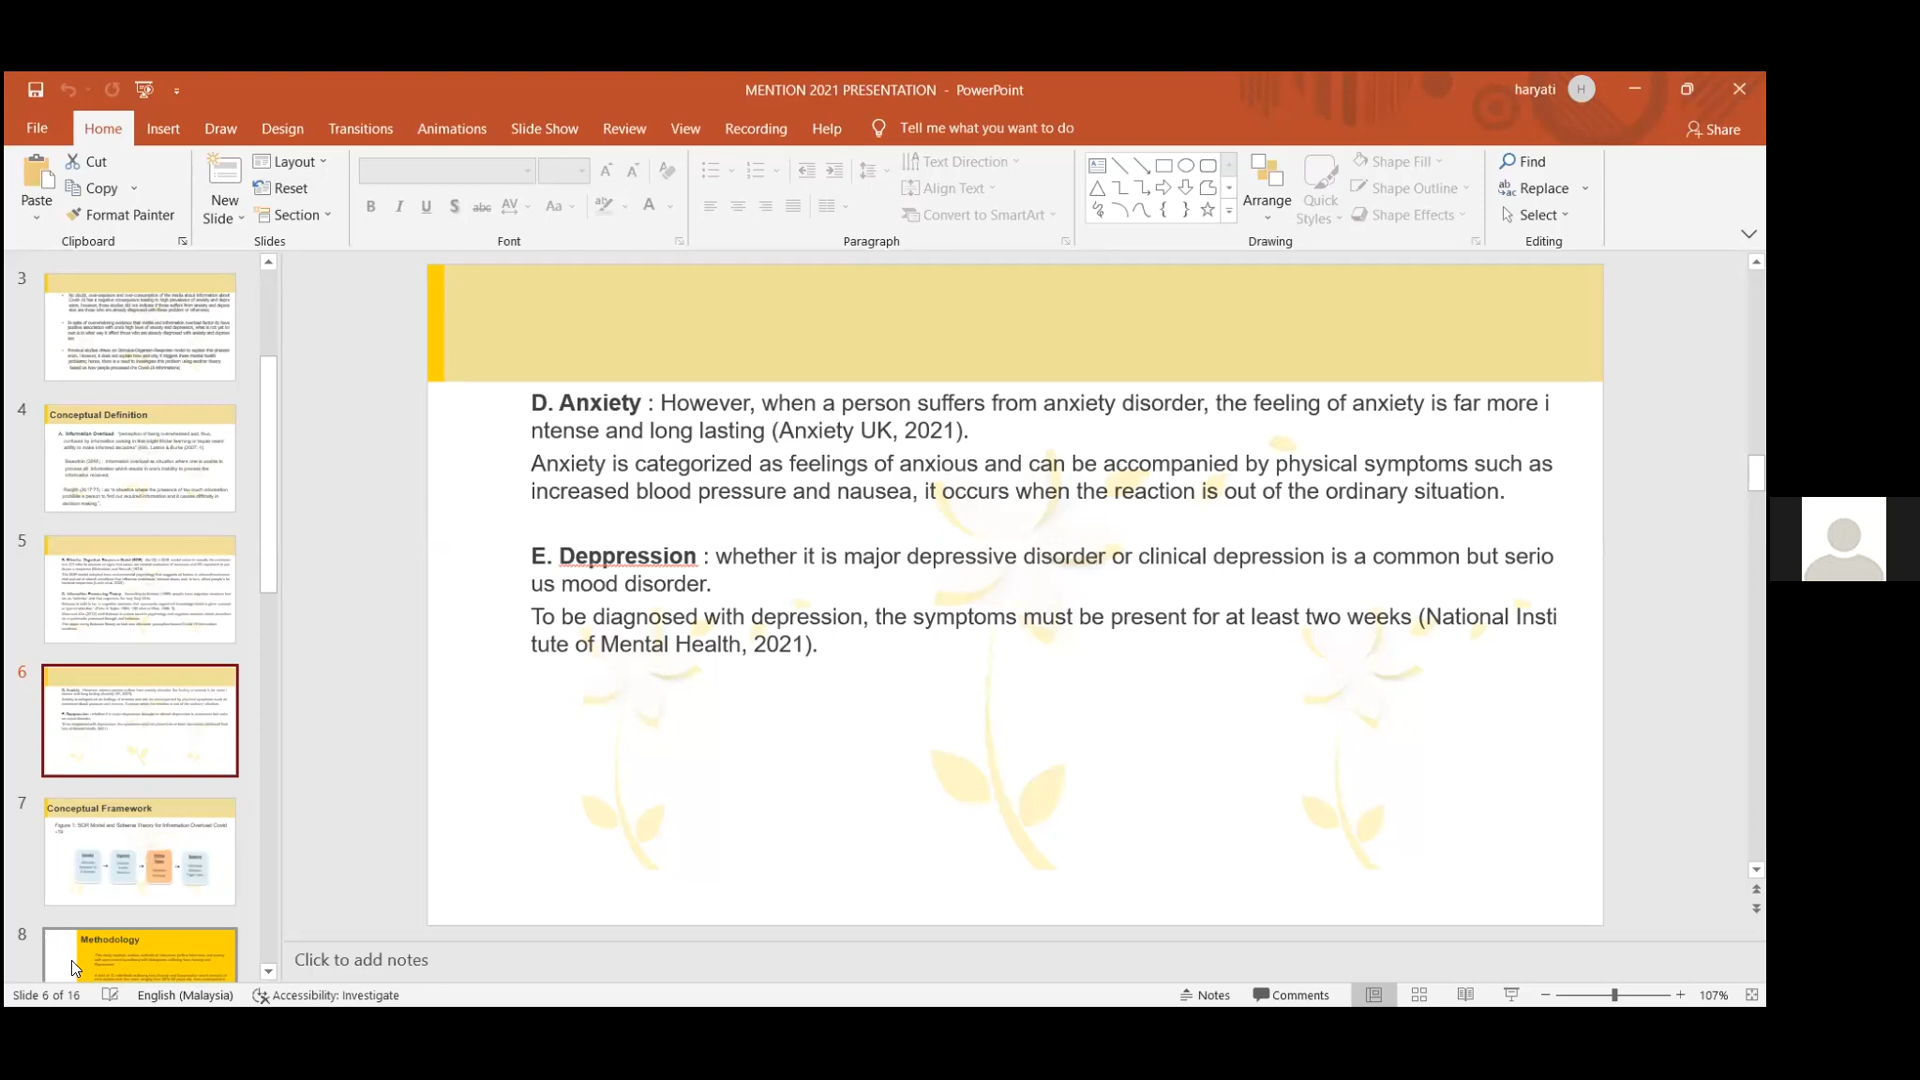 MENTION 2021 PRESENTATION - PowerPoint
haryati H
File Home Insert Draw Design Transitions Animations Slide Show Review View Recording Help Tell me what you want to do Share
Cut
Copy
Format Painter
Paste
Clipboard
New
Slide
Layout
Reset
Section
Slides
B I U S abc AV Aa A
Font
Text Direction
Align Text
Convert to SmartArt
Paragraph
Arrange
Quick
Styles
Shape Fill
Shape Outline
Shape Effects
Drawing
Find
Replace
Select
Editing
3
4
Conceptual Definition
5
6
7
Conceptual Framework
8
Methodology
D. Anxiety : However, when a person suffers from anxiety disorder, the feeling of anxiety is far more i
ntense and long lasting (Anxiety UK, 2021).
Anxiety is categorized as feelings of anxious and can be accompanied by physical symptoms such as
increased blood pressure and nausea, it occurs when the reaction is out of the ordinary situation.
E. Deppression : whether it is major depressive disorder or clinical depression is a common but serio
us mood disorder.
To be diagnosed with depression, the symptoms must be present for at least two weeks (National Insti
tute of Mental Health, 2021).
Click to add notes
Slide 6 of 16 English (Malaysia) Accessibility: Investigate Notes Comments 107%